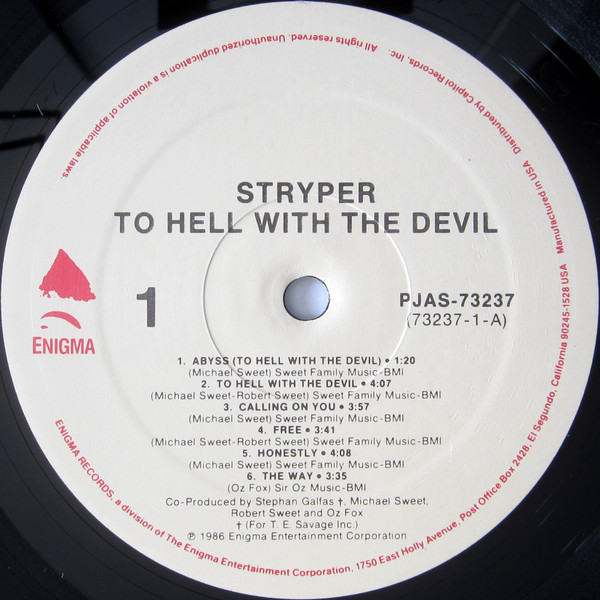 STRYPER
TO HELL WITH THE DEVIL
1
PJAS-73237
(73237-1-A)
ENIGMA
1. ABYSS (TO HELL WITH THE DEVIL) • 1:20
(Michael Sweet) Sweet Family Music-BMI
2. TO HELL WITH THE DEVIL • 4:07
(Michael Sweet-Robert Sweet) Sweet Family Music-BMI
3. CALLING ON YOU • 3:57
(Michael Sweet) Sweet Family Music-BMI
4. FREE • 3:41
(Michael Sweet-Robert Sweet) Sweet Family Music-BMI
5. HONESTLY • 4:08
(Michael Sweet) Sweet Family Music-BMI
6. THE WAY • 3:35
(Oz Fox) Sir Oz Music-BMI
Co-Produced by Stephan Galfas †, Michael Sweet,
Robert Sweet and Oz Fox
† (For T. E. Savage Inc.)
℗ 1986 Enigma Entertainment Corporation
ENIGMA RECORDS, a division of The Enigma Entertainment Corporation, 1750 East Holly Avenue, Post Office Box 2428, El Segundo, California 90245-1528 USA Manufactured in USA Distributed by Capitol Records, Inc. All rights reserved. Unauthorized duplication is a violation of applicable laws.